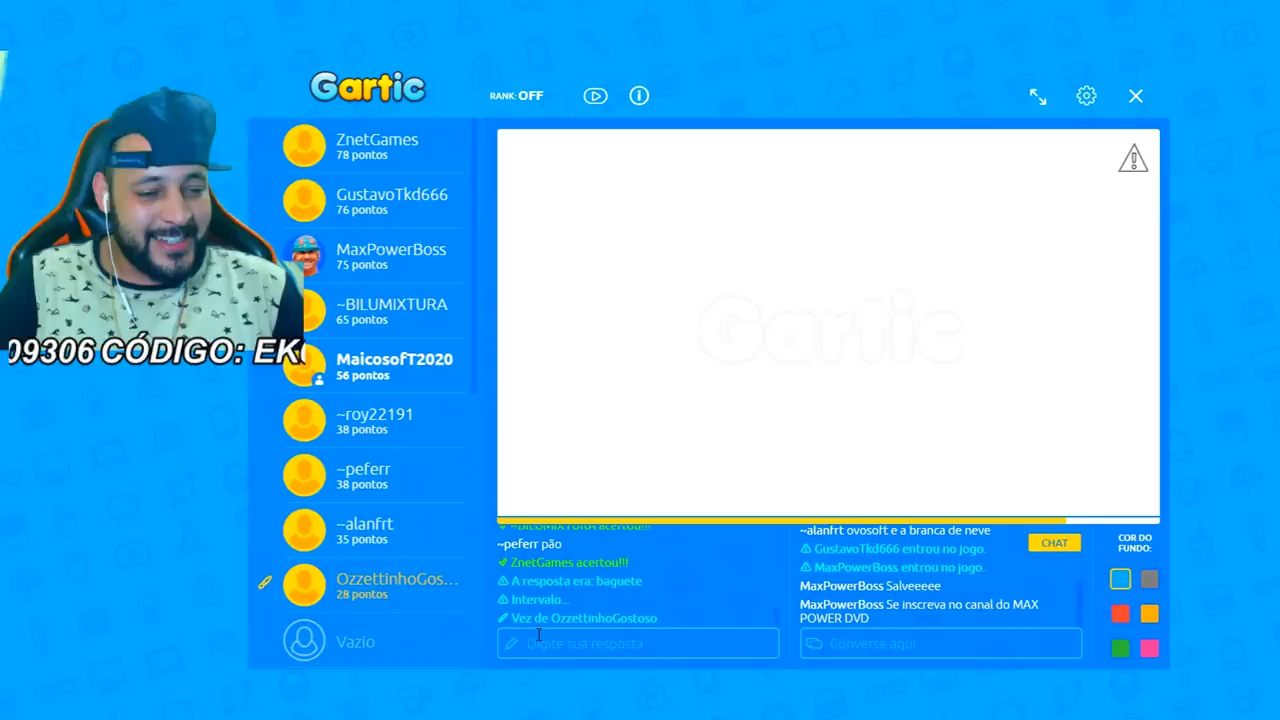 Gartic
RANK: OFF
ZnetGames
78 pontos
GustavoTkd666
76 pontos
MaxPowerBoss
75 pontos
~BILUMIXTURA
65 pontos
09306 CÓDIGO: EK
MaicosofT2020
56 pontos
~roy22191
38 pontos
~peferr
38 pontos
~alanfrt
35 pontos
OzzettinhoGos...
28 pontos
Vazio
Gartic
~BILUMIXTURA acertou!!!
~peferr pão
ZnetGames acertou!!!
A resposta era: baguete
Intervalo...
Vez de OzzettinhoGostoso
Digite sua resposta
~alanfrt ovosoft e a branca de neve
GustavoTkd666 entrou no jogo.
MaxPowerBoss entrou no jogo.
MaxPowerBoss Salveeeee
MaxPowerBoss Se inscreva no canal do MAX
POWER DVD
Converse aqui
CHAT
COR DO
FUNDO: